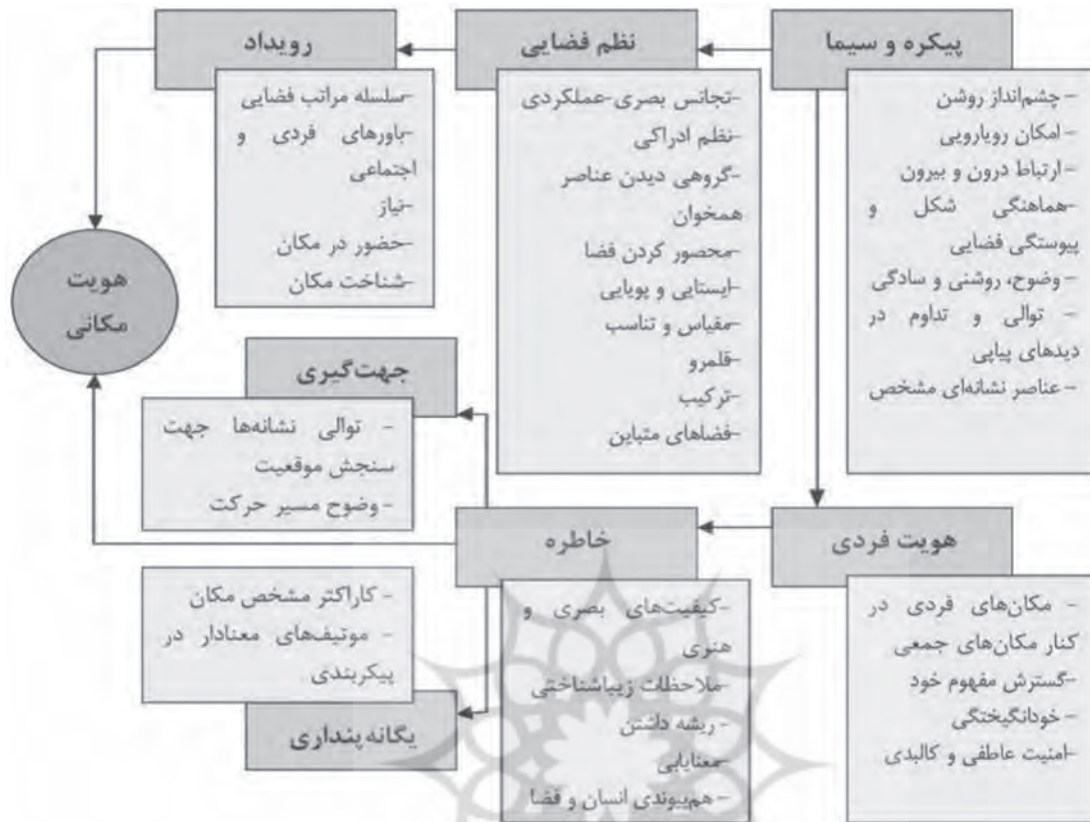 پیکره و سیما
-چشم‌انداز روشن
- امکان رویارویی
-ارتباط درون و بیرون
-هماهنگی شکل و
پیوستگی فضایی
- وضوح، روشنی و سادگی
- توالی و تداوم در
دیدهای پیاپی
- عناصر نشانه‌ای مشخص
نظم فضایی
-تجانس بصری-عملکردی
-نظم ادراکی
-گروهی دیدن عناصر
همخوان
-محصور کردن فضا
-ایستایی و پویایی
-مقیاس و تناسب
-قلمرو
-ترکیب
-فضاهای متباین
رویداد
-سلسله مراتب فضایی
-باورهای فردی و
اجتماعی
-نیاز
-حضور در مکان
-شناخت مکان
هویت
مکانی
جهت‌گیری
- توالی نشانه‌ها جهت
سنجش موقعیت
- وضوح مسیر حرکت
هویت فردی
- مکان‌های فردی در
کنار مکان‌های جمعی
-گسترش مفهوم خود
-خودانگیختگی
-امنیت عاطفی و کالبدی
خاطره
-کیفیت‌های بصری و
هنری
-ملاحظات زیباشناختی
- ریشه داشتن
-معنایابی
- هم‌پیوندی انسان و فضا
- کاراکتر مشخص مکان
- موتیف‌های معنادار در
پیکربندی
یگانه‌پنداری